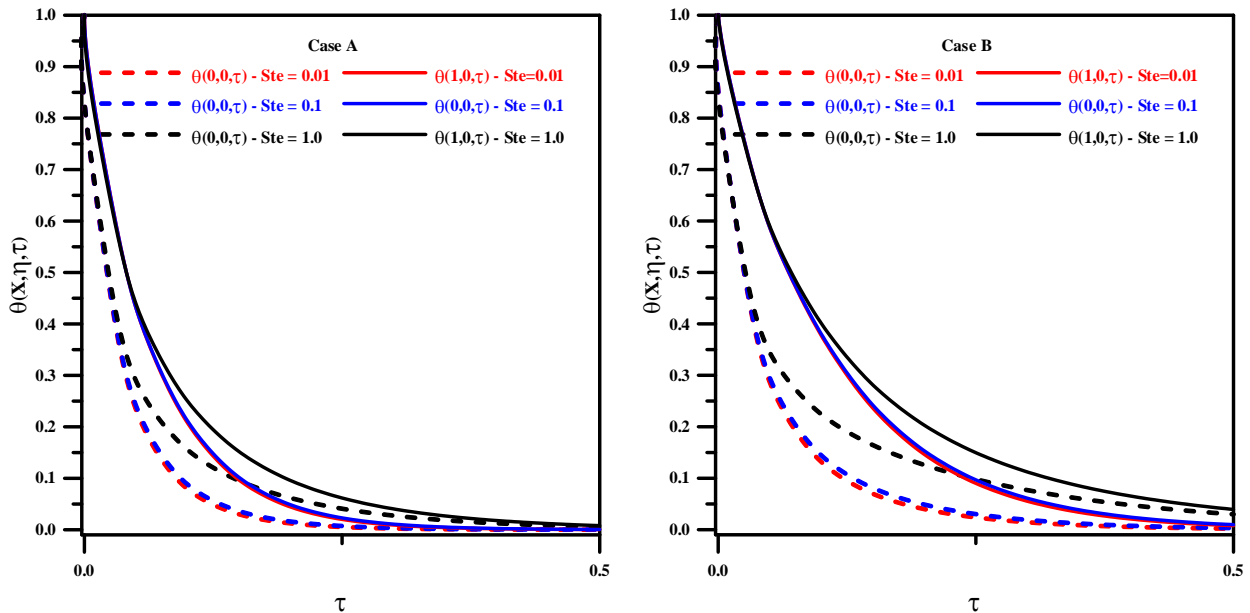 Case A
θ(0,0,τ) - Ste = 0.01 θ(1,0,τ) - Ste=0.01
θ(0,0,τ) - Ste = 0.1 θ(0,0,τ) - Ste = 0.1
θ(0,0,τ) - Ste = 1.0 θ(1,0,τ) - Ste = 1.0
1.0
0.9
0.8
0.7
0.6
0.5
0.4
0.3
0.2
0.1
0.0
θ(X,η,τ)
0.0 0.5
τ
Case B
θ(0,0,τ) - Ste = 0.01 θ(1,0,τ) - Ste=0.01
θ(0,0,τ) - Ste = 0.1 θ(0,0,τ) - Ste = 0.1
θ(0,0,τ) - Ste = 1.0 θ(1,0,τ) - Ste = 1.0
1.0
0.9
0.8
0.7
0.6
0.5
0.4
0.3
0.2
0.1
0.0
θ(X,η,τ)
0.0 0.5
τ